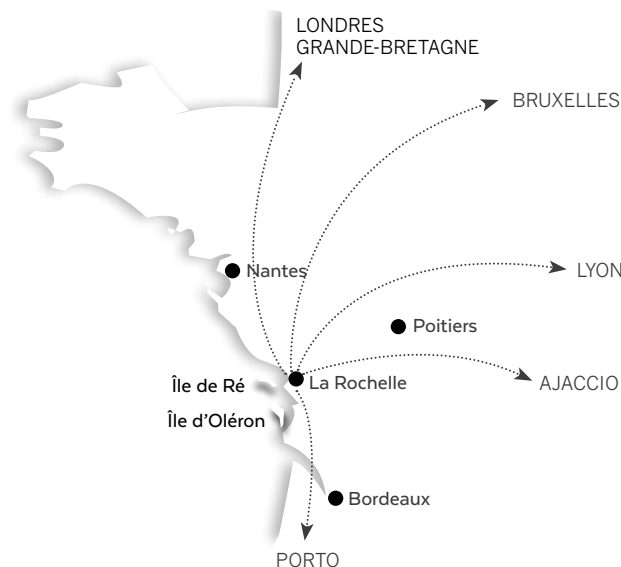 LONDRES
GRANDE-BRETAGNE
BRUXELLES
Nantes
LYON
Poitiers
La Rochelle
Île de Ré
AJACCIO
Île d’Oléron
Bordeaux
PORTO